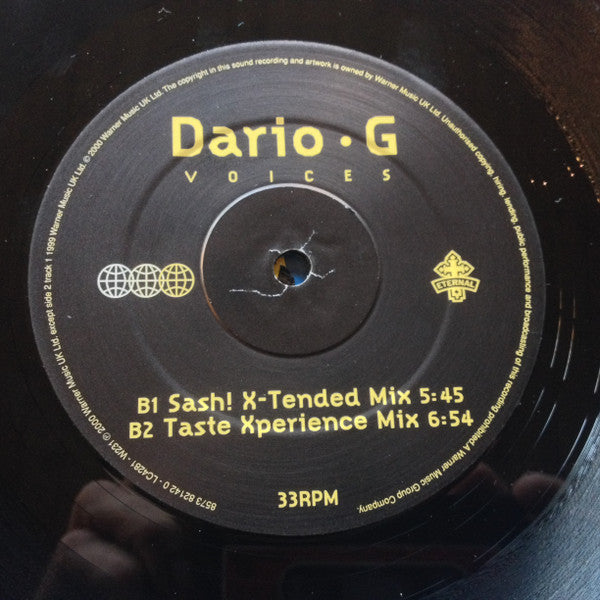 Dario • G
VOICES
ETERNAL
B1 Sash! X-Tended Mix 5:45
B2 Taste Xperience Mix 6:54
33RPM
8573 82142 0 - LC4281 - W231 ℗ 2000 Warner Music UK Ltd. except side 2 track 1 1999 Warner Music UK Ltd. © 2000 Warner Music UK Ltd. The copyright in this sound recording and artwork is owned by Warner Music UK Ltd. Unauthorised copying, hiring, lending, public performance and broadcasting of this recording prohibited. A Warner Music Group Company.